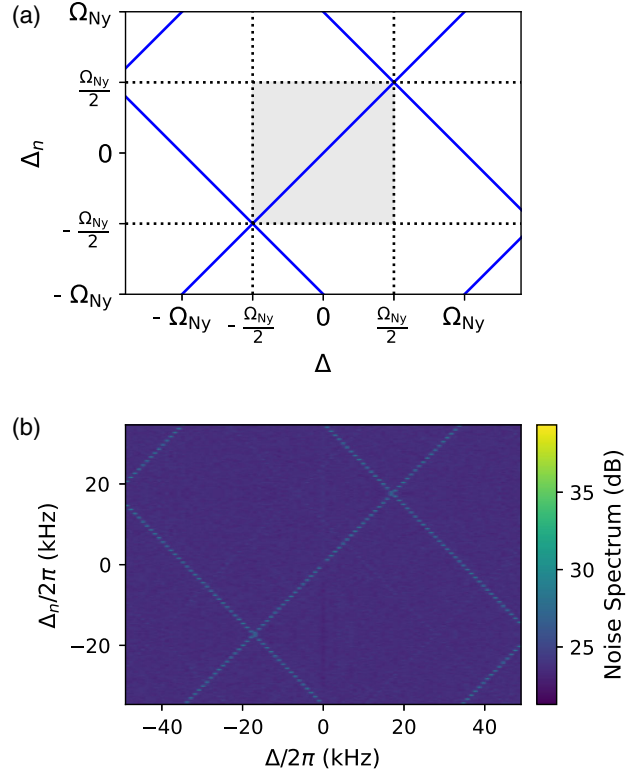 (a)
Ω_Ny
Ω_Ny/2
0
- Ω_Ny/2
- Ω_Ny
Δ_n
- Ω_Ny
- Ω_Ny/2
0
Ω_Ny/2
Ω_Ny
Δ
(b)
20
0
−20
Δ_n/2π (kHz)
−40
−20
0
20
40
Δ/2π (kHz)
35
30
25
Noise Spectrum (dB)